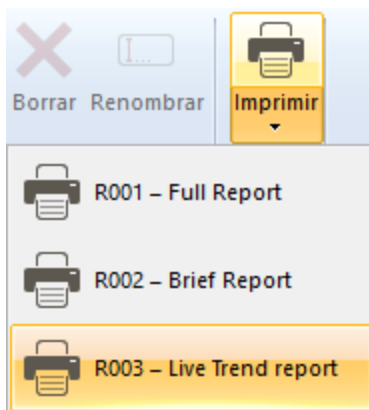 I...
Borrar Renombrar Imprimir
R001 – Full Report
R002 – Brief Report
R003 – Live Trend report